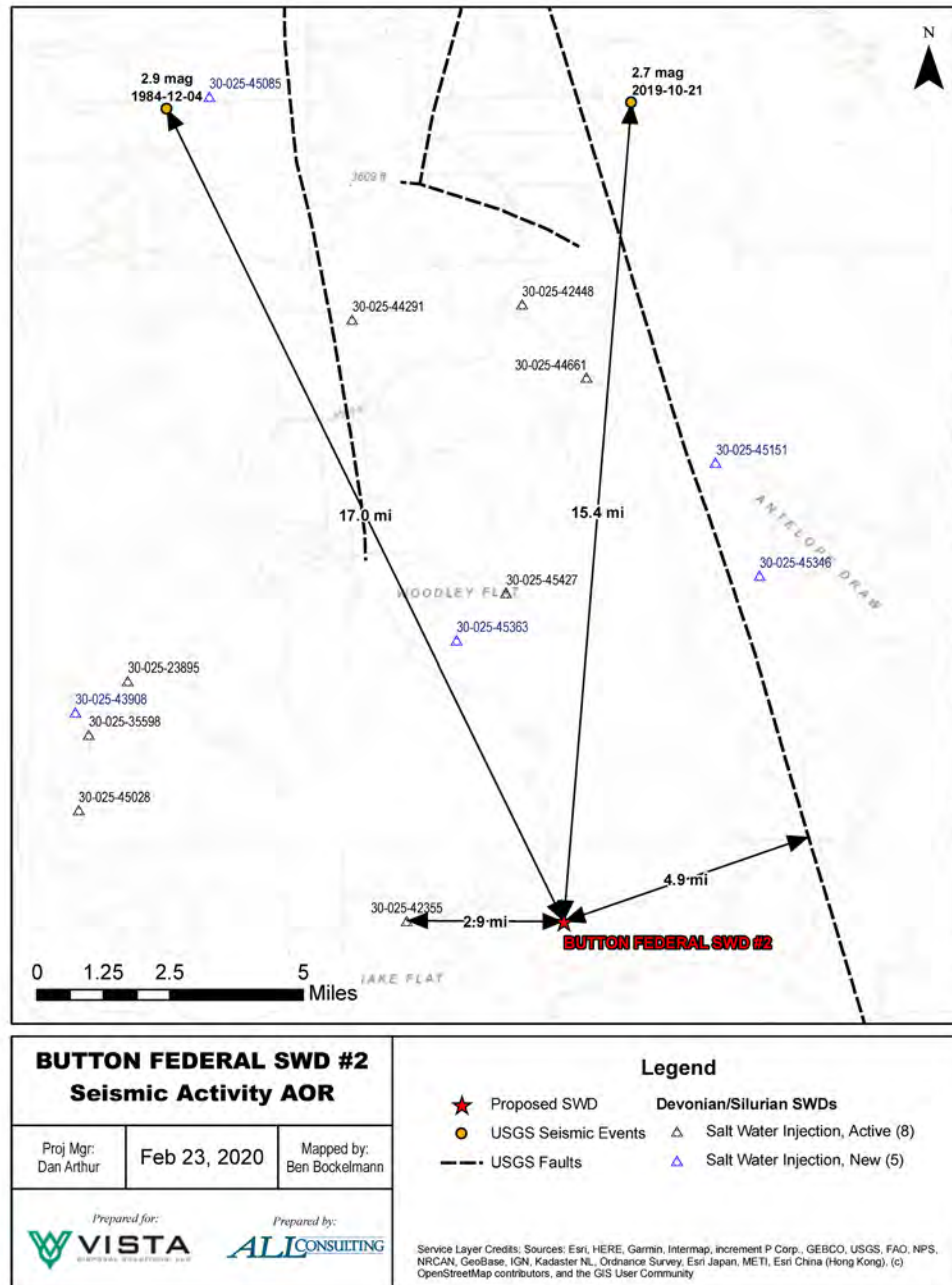 N
2.9 mag
1984-12-04
30-025-45085
2.7 mag
2019-10-21
3609 ft
30-025-44291
30-025-42448
30-025-44661
30-025-45151
17.0 mi
15.4 mi
ANTELOPE DRAW
30-025-45346
30-025-45427
WOODLEY FLAT
30-025-45363
30-025-23895
30-025-43908
30-025-35598
30-025-45028
4.9 mi
30-025-42355
2.9 mi
BUTTON FEDERAL SWD #2
0 1.25 2.5 5
Miles
FLAT
BUTTON FEDERAL SWD #2
Seismic Activity AOR
Proj Mgr:
Dan Arthur
Feb 23, 2020
Mapped by:
Ben Bockelmann
Prepared for:
VISTA
DISPOSAL SOLUTIONS LLC
Prepared by:
ALL CONSULTING
Legend
Proposed SWD
USGS Seismic Events
USGS Faults
Devonian/Silurian SWDs
Salt Water Injection, Active (8)
Salt Water Injection, New (5)
Service Layer Credits: Sources: Esri, HERE, Garmin, Intermap, increment P Corp., GEBCO, USGS, FAO, NPS,
NRCAN, GeoBase, IGN, Kadaster NL, Ordnance Survey, Esri Japan, METI, Esri China (Hong Kong), (c)
OpenStreetMap contributors, and the GIS User Community